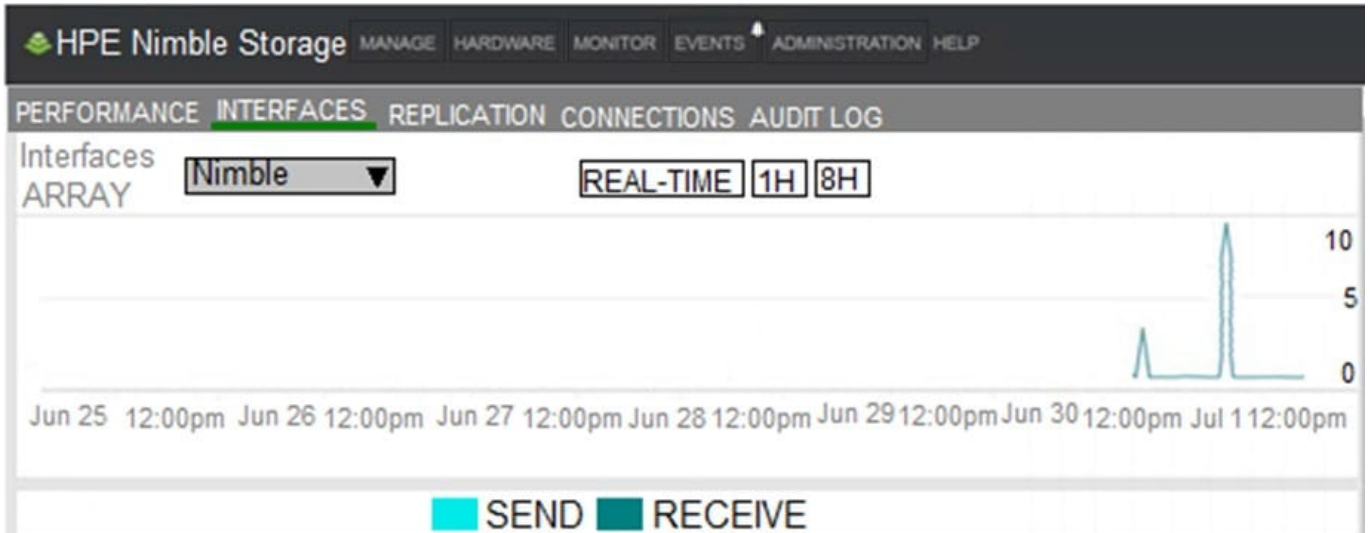 HPE Nimble Storage MANAGE HARDWARE MONITOR EVENTS ADMINISTRATION HELP
PERFORMANCE INTERFACES REPLICATION CONNECTIONS AUDIT LOG
Interfaces
ARRAY
Nimble REAL-TIME 1H 8H
10
5
0
Jun 25 12:00pm Jun 26 12:00pm Jun 27 12:00pm Jun 28 12:00pm Jun 29 12:00pm Jun 30 12:00pm Jul 1 12:00pm
SEND RECEIVE